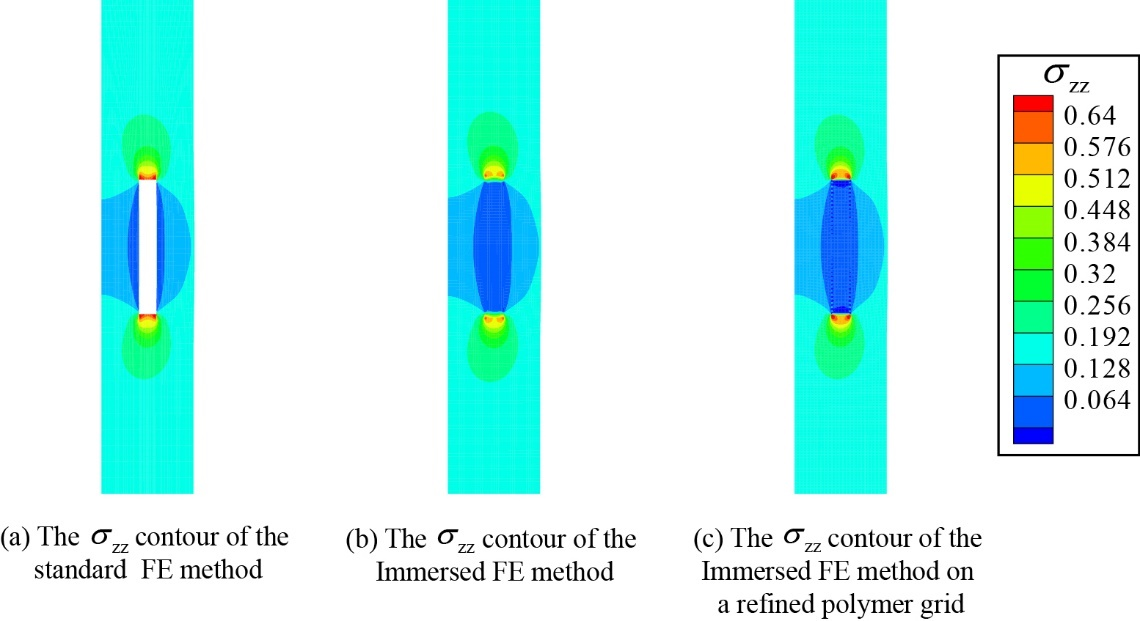 σzz
0.64
0.576
0.512
0.448
0.384
0.32
0.256
0.192
0.128
0.064
(a) The σzz contour of the
standard FE method
(b) The σzz contour of the
Immersed FE method
(c) The σzz contour of the
Immersed FE method on
a refined polymer grid